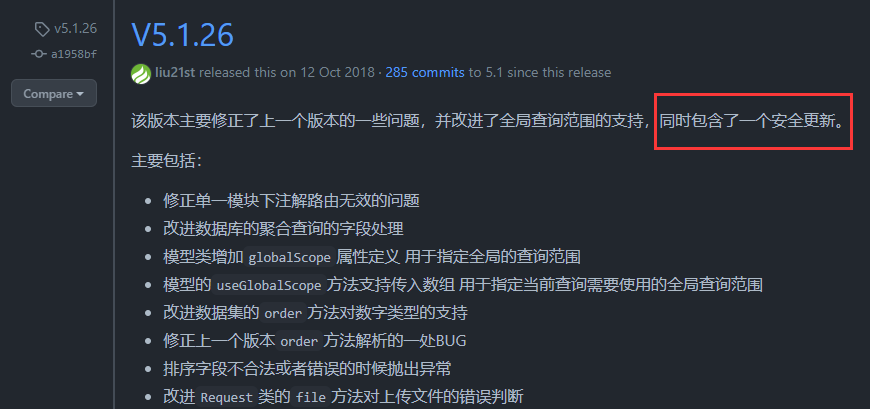 v5.1.26
a1958bf
Compare
V5.1.26
liu21st released this on 12 Oct 2018 · 285 commits to 5.1 since this release
该版本主要修正了上一个版本的一些问题，并改进了全局查询范围的支持，同时包含了一个安全更新。
主要包括：
修正单一模块下注解路由无效的问题
改进数据库的聚合查询的字段处理
模型类增加 globalScope 属性定义 用于指定全局的查询范围
模型的 useGlobalScope 方法支持传入数组 用于指定当前查询需要使用的全局查询范围
改进数据集的 order 方法对数字类型的支持
修正上一个版本 order 方法解析的一处BUG
排序字段不合法或者错误的时候抛出异常
改进 Request 类的 file 方法对上传文件的错误判断